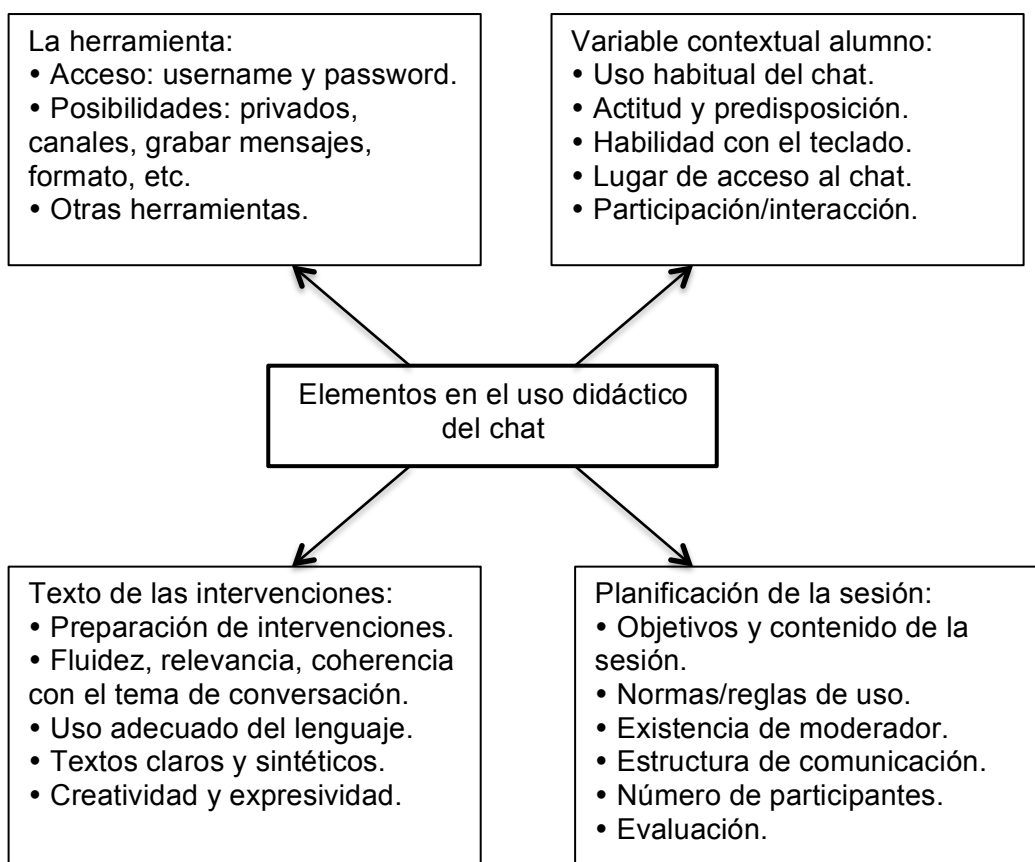 La herramienta:
• Acceso: username y password.
• Posibilidades: privados,
canales, grabar mensajes,
formato, etc.
• Otras herramientas.
Variable contextual alumno:
• Uso habitual del chat.
• Actitud y predisposición.
• Habilidad con el teclado.
• Lugar de acceso al chat.
• Participación/interacción.
Elementos en el uso didáctico
del chat
Texto de las intervenciones:
• Preparación de intervenciones.
• Fluidez, relevancia, coherencia
con el tema de conversación.
• Uso adecuado del lenguaje.
• Textos claros y sintéticos.
• Creatividad y expresividad.
Planificación de la sesión:
• Objetivos y contenido de la
sesión.
• Normas/reglas de uso.
• Existencia de moderador.
• Estructura de comunicación.
• Número de participantes.
• Evaluación.